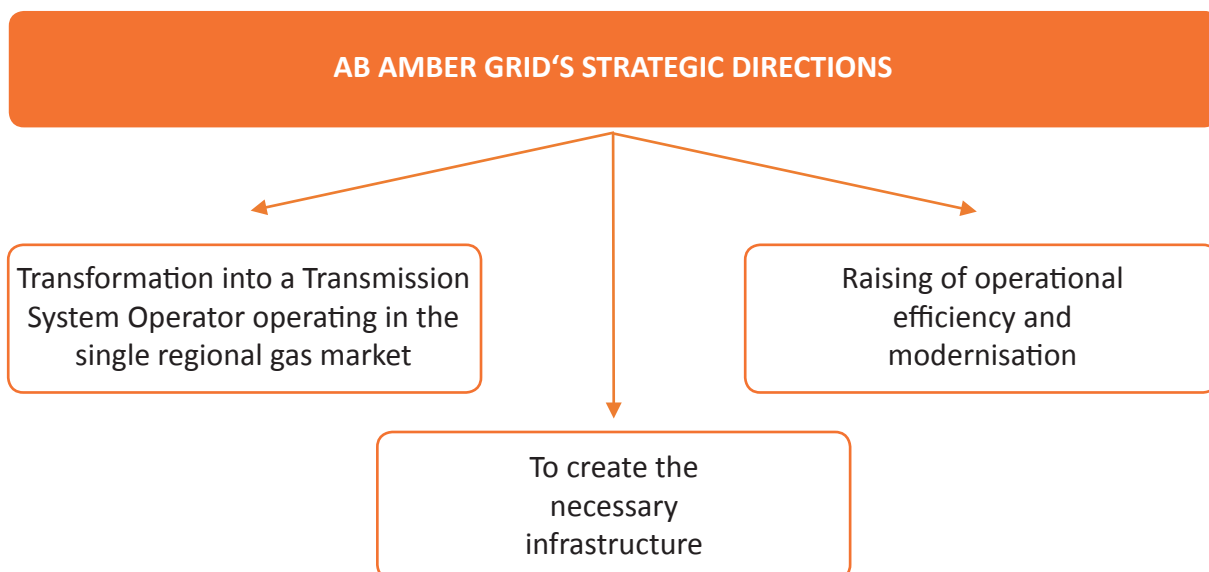 AB AMBER GRID‘S STRATEGIC DIRECTIONS
Transformation into a Transmission
System Operator operating in the
single regional gas market
Raising of operational
efficiency and
modernisation
To create the
necessary
infrastructure